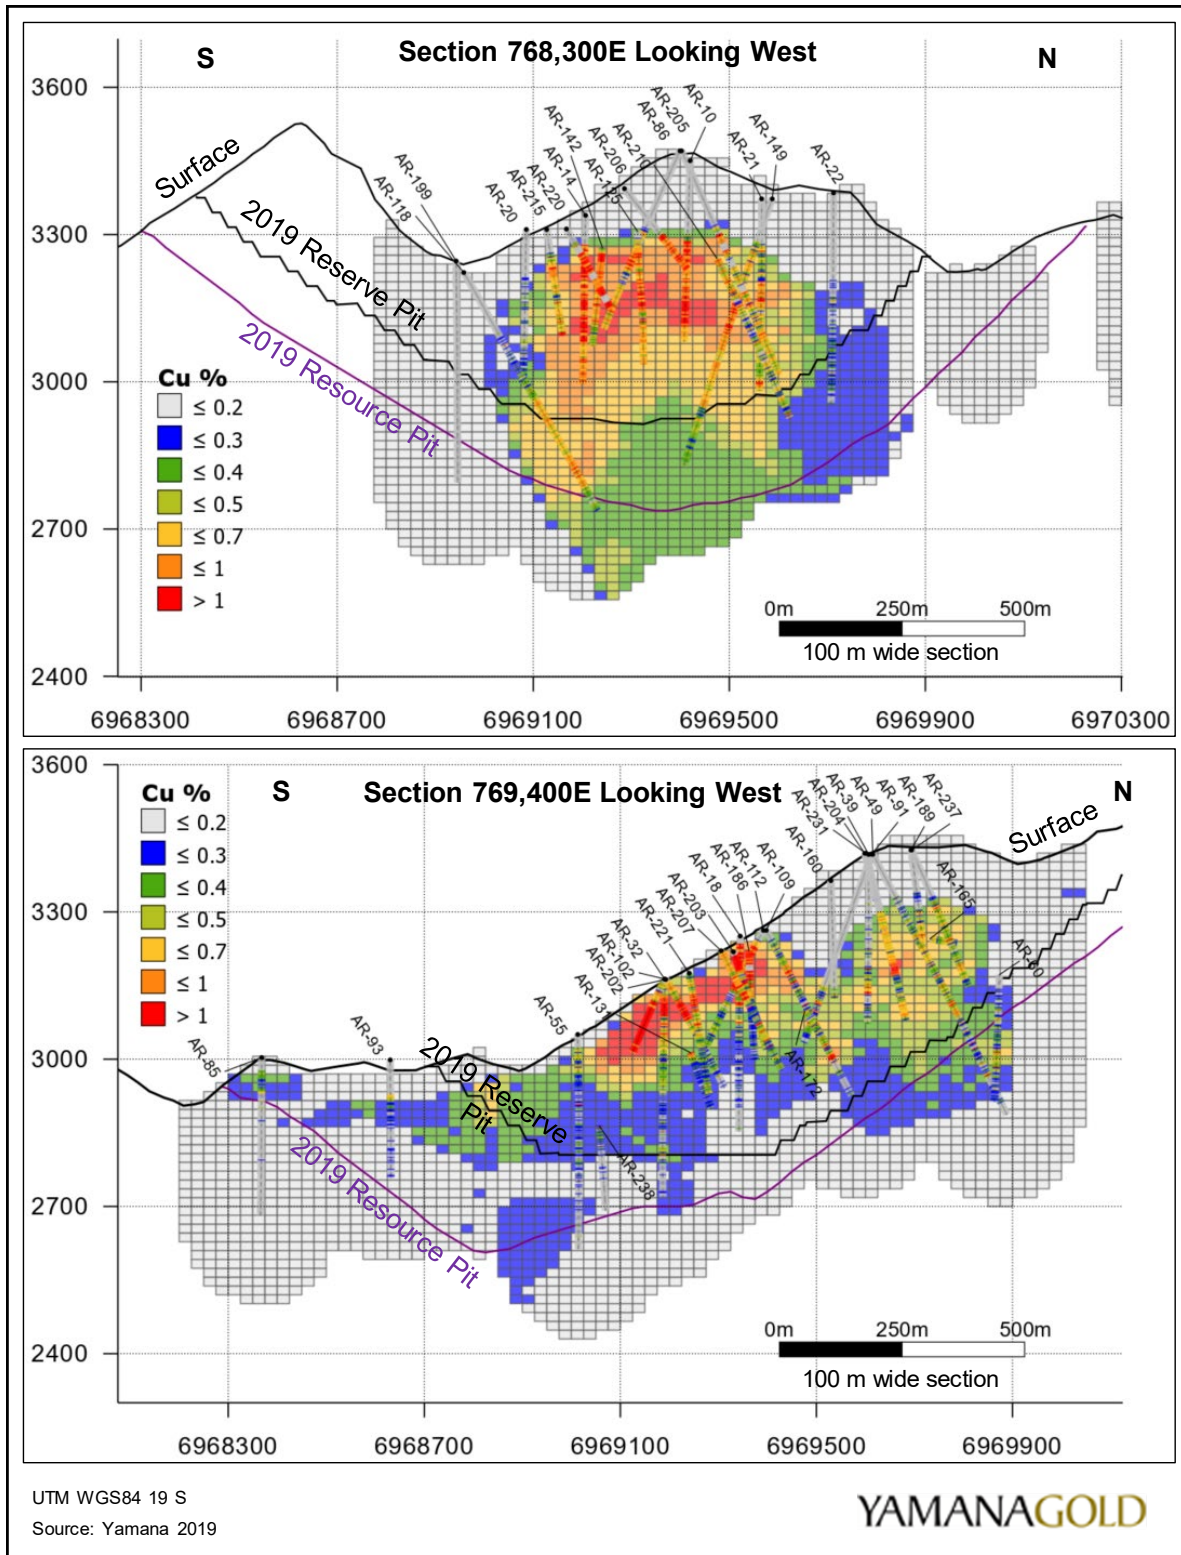 Section 768,300E Looking West
S
N
3600
3300
3000
2700
2400
Surface
2019 Reserve Pit
2019 Resource Pit
AR-118
AR-199
AR-20
AR-215
AR-220
AR-14
AR-142
AR-206
AR-210
AR-86
AR-205
AR-10
AR-21
AR-149
AR-22
Cu %
≤ 0.2
≤ 0.3
≤ 0.4
≤ 0.5
≤ 0.7
≤ 1
> 1
0m 250m 500m
100 m wide section
6968300 6968700 6969100 6969500 6969900 6970300
Section 769,400E Looking West
S
N
3600
3300
3000
2700
2400
Cu %
≤ 0.2
≤ 0.3
≤ 0.4
≤ 0.5
≤ 0.7
≤ 1
> 1
Surface
2019 Reserve
Pit
2019 Resource Pit
AR-85
AR-93
AR-55
AR-202
AR-102
AR-32
AR-221
AR-207
AR-203
AR-18
AR-186
AR-112
AR-109
AR-160
AR-231
AR-204
AR-39
AR-49
AR-91
AR-189
AR-237
AR-165
AR-172
AR-238
0m 250m 500m
100 m wide section
6968300 6968700 6969100 6969500 6969900
UTM WGS84 19 S
Source: Yamana 2019
YAMANAGOLD